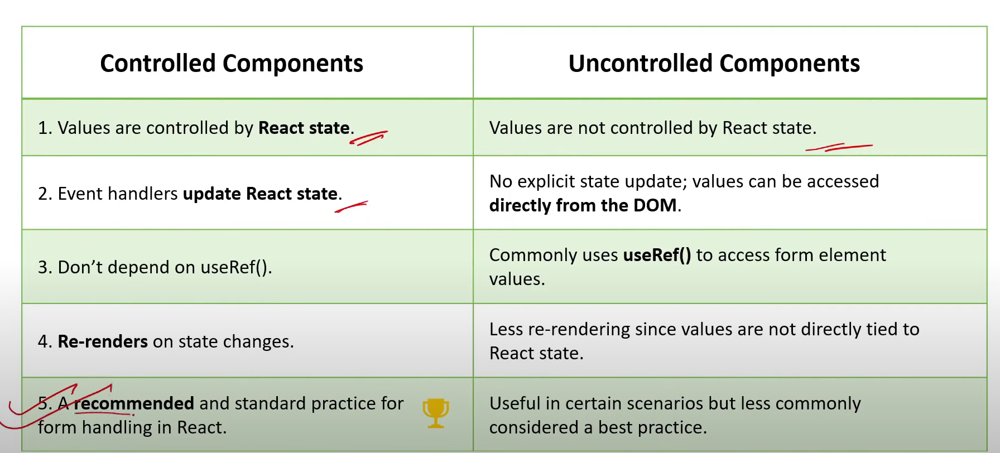 Controlled Components
Uncontrolled Components
1. Values are controlled by React state.
Values are not controlled by React state.
2. Event handlers update React state.
No explicit state update; values can be accessed
directly from the DOM.
3. Don’t depend on useRef().
Commonly uses useRef() to access form element
values.
4. Re-renders on state changes.
Less re-rendering since values are not directly tied to
React state.
5. A recommended and standard practice for
form handling in React.
Useful in certain scenarios but less commonly
considered a best practice.